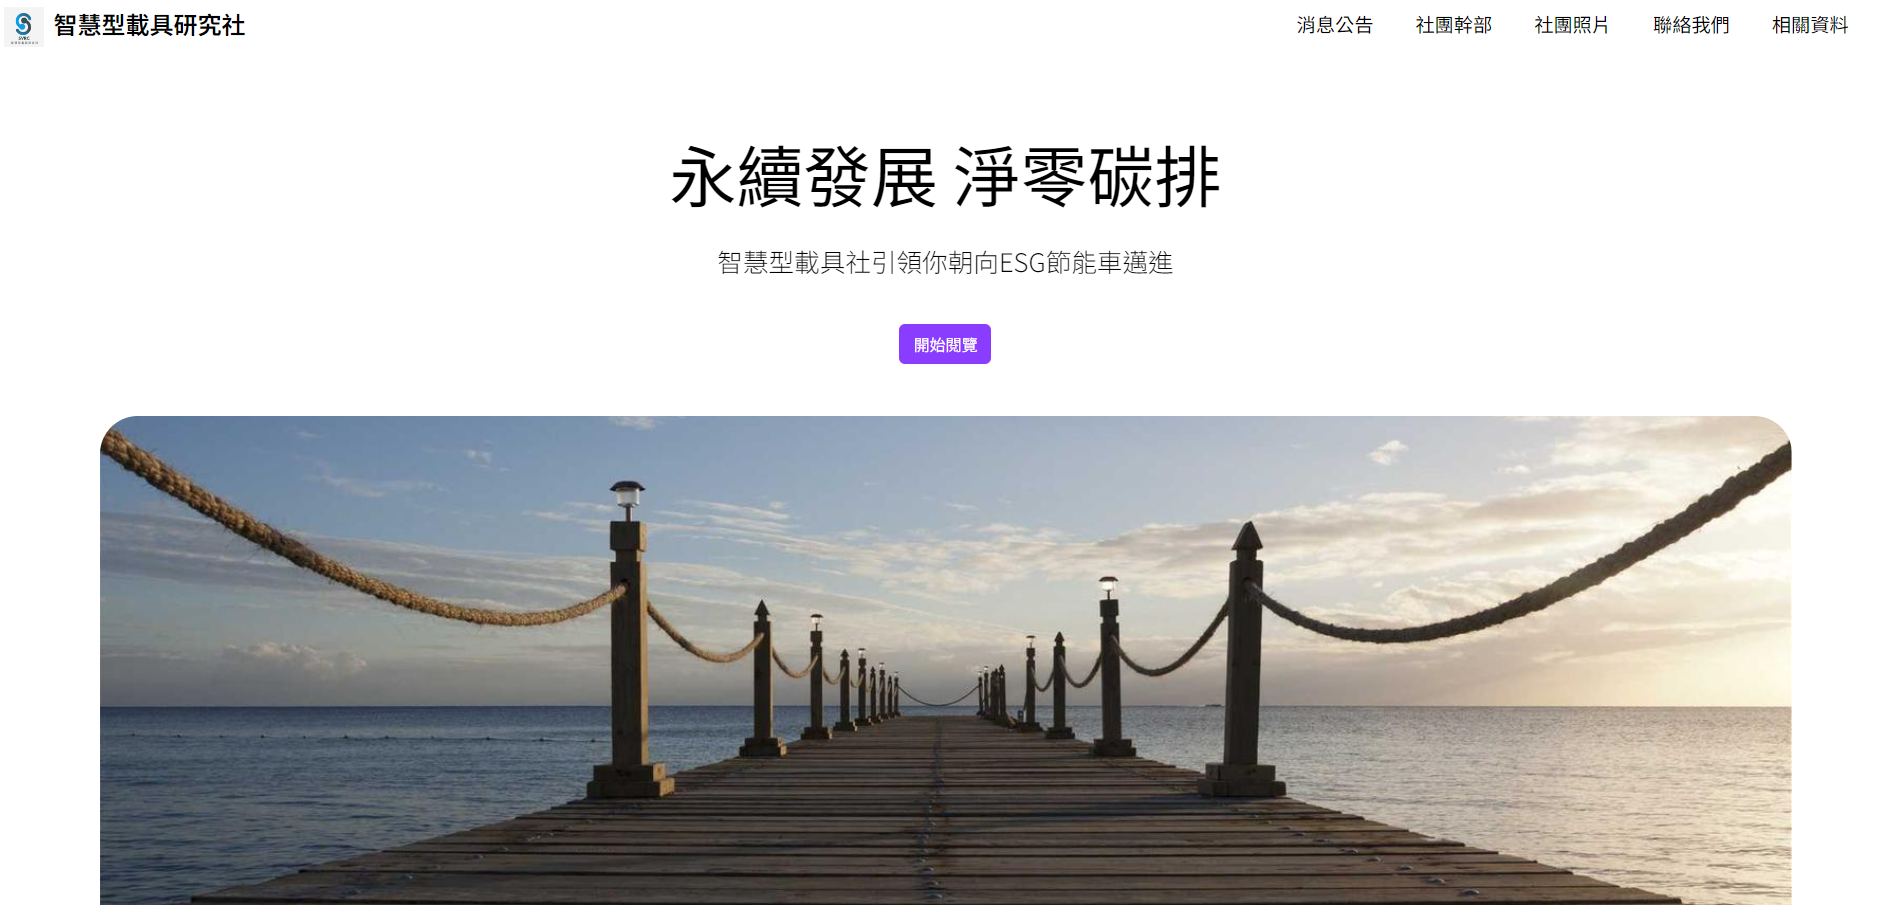 SVRC
智慧型載具研究社
消息公告 社團幹部 社團照片 聯絡我們 相關資料
永續發展 淨零碳排
智慧型載具社引領你朝向ESG節能車邁進
開始閱覽